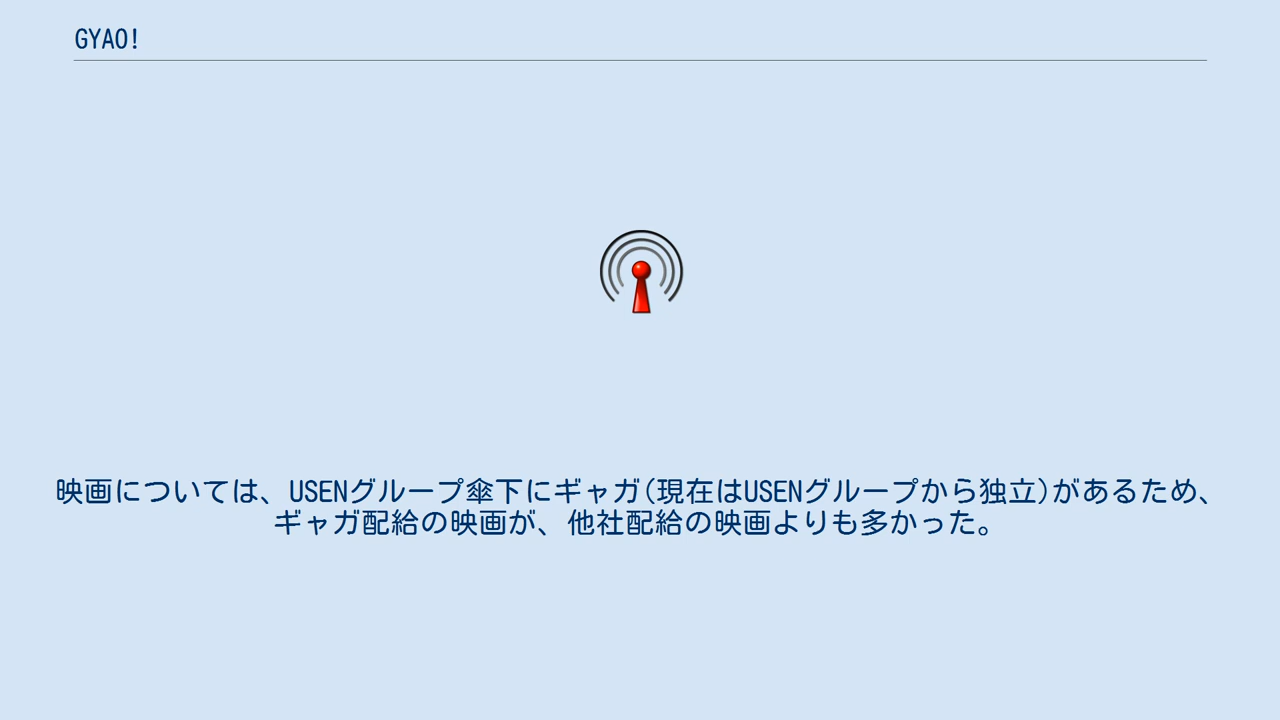 GYAO!
映画については、USENグループ傘下にギャガ(現在はUSENグループから独立)があるため、
ギャガ配給の映画が、他社配給の映画よりも多かった。